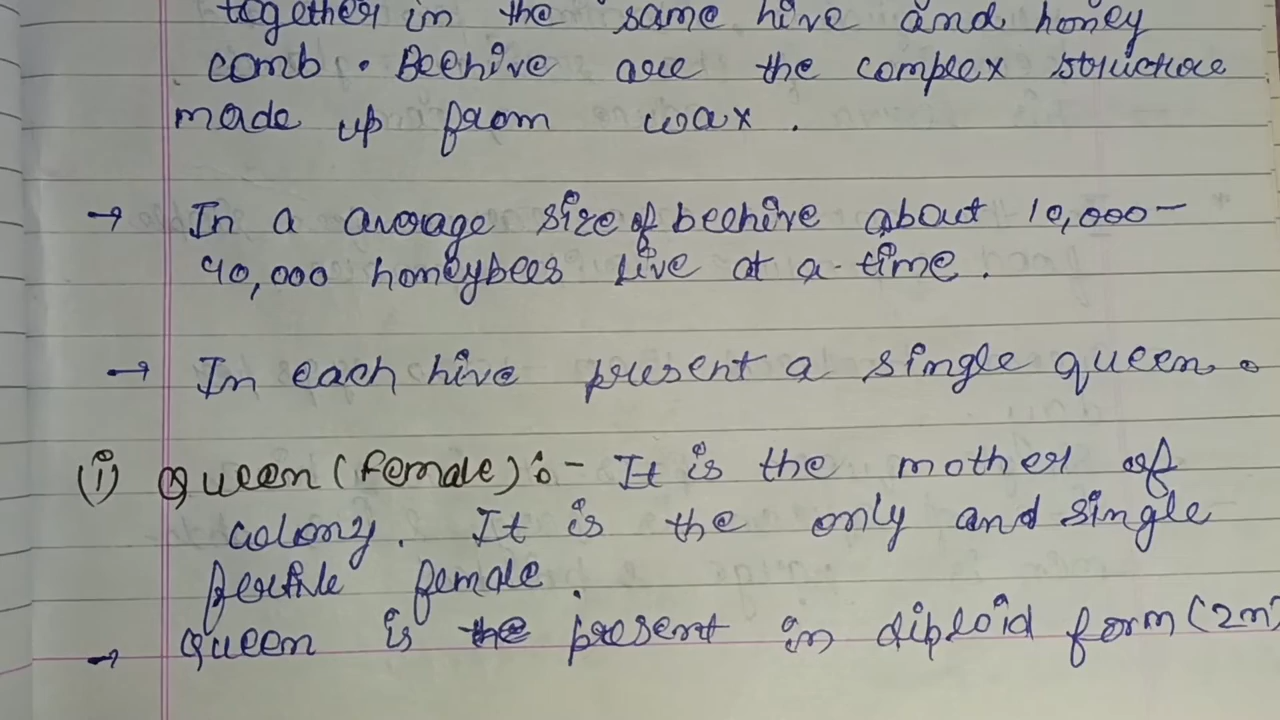 together in the same hive and honey
comb. Beehive are the complex structure
made up from wax.
→ In a average size of beehive about 10,000-
90,000 honeybees live at a time.
→ In each hive present a single queen.
(i) Queen (Female):- It is the mother of
colony. It is the only and single
fertile female.
→ Queen is the present in diploid form (2n)